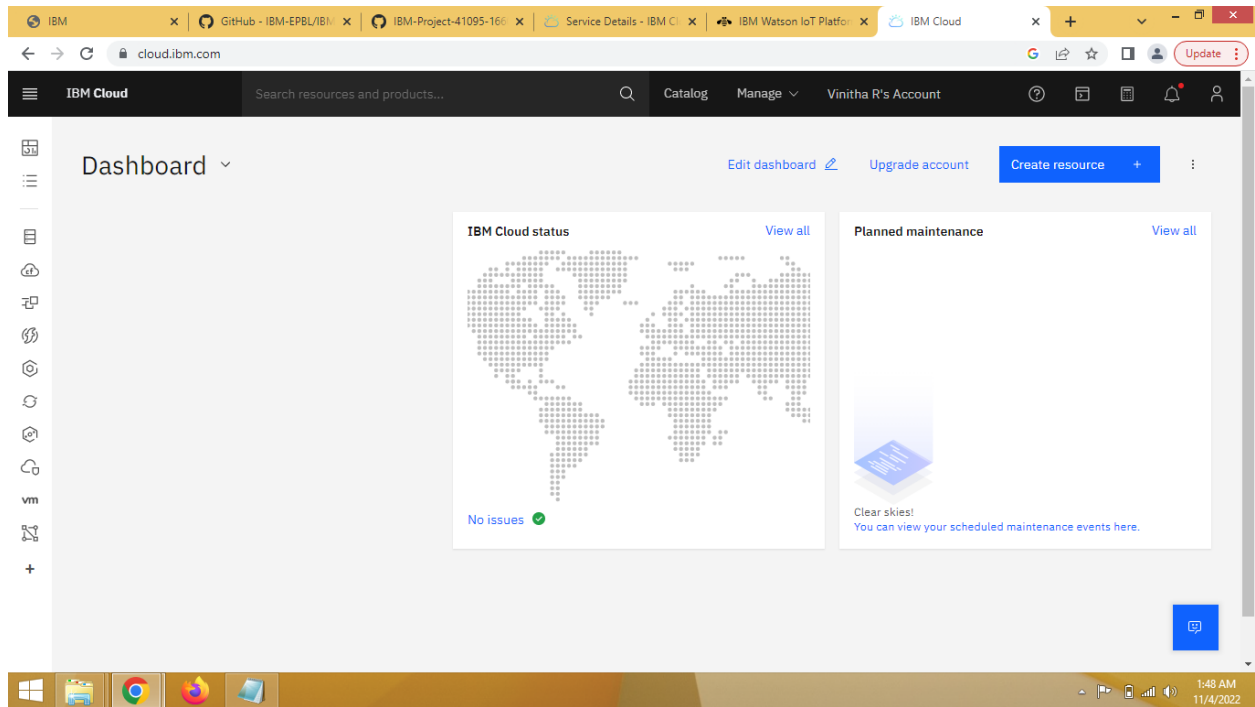 IBM
GitHub - IBM-EPBL/IBM
IBM-Project-41095-166
Service Details - IBM Cl
IBM Watson IoT Platfor
IBM Cloud
cloud.ibm.com
Update
IBM Cloud
Search resources and products...
Catalog
Manage
Vinitha R's Account
Dashboard
Edit dashboard
Upgrade account
Create resource +
IBM Cloud status
View all
Planned maintenance
View all
No issues
Clear skies!
You can view your scheduled maintenance events here.
cf
vm
1:48 AM
11/4/2022